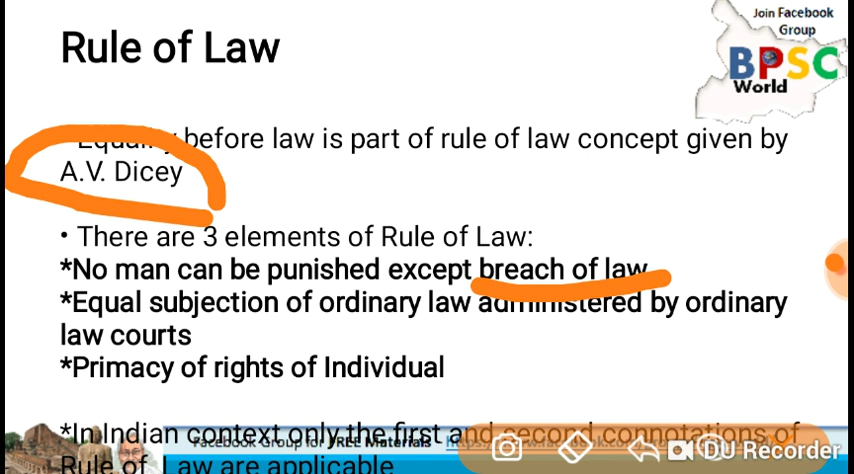 Join Facebook
Group
BPSC
World
Rule of Law
Equality before law is part of rule of law concept given by
A.V. Dicey
• There are 3 elements of Rule of Law:
*No man can be punished except breach of law
*Equal subjection of ordinary law administered by ordinary
law courts
*Primacy of rights of Individual
*In Indian context only the first and second connotations of
Rule of Law are applicable
Facebook Group for FREE Materials -
DU Recorder